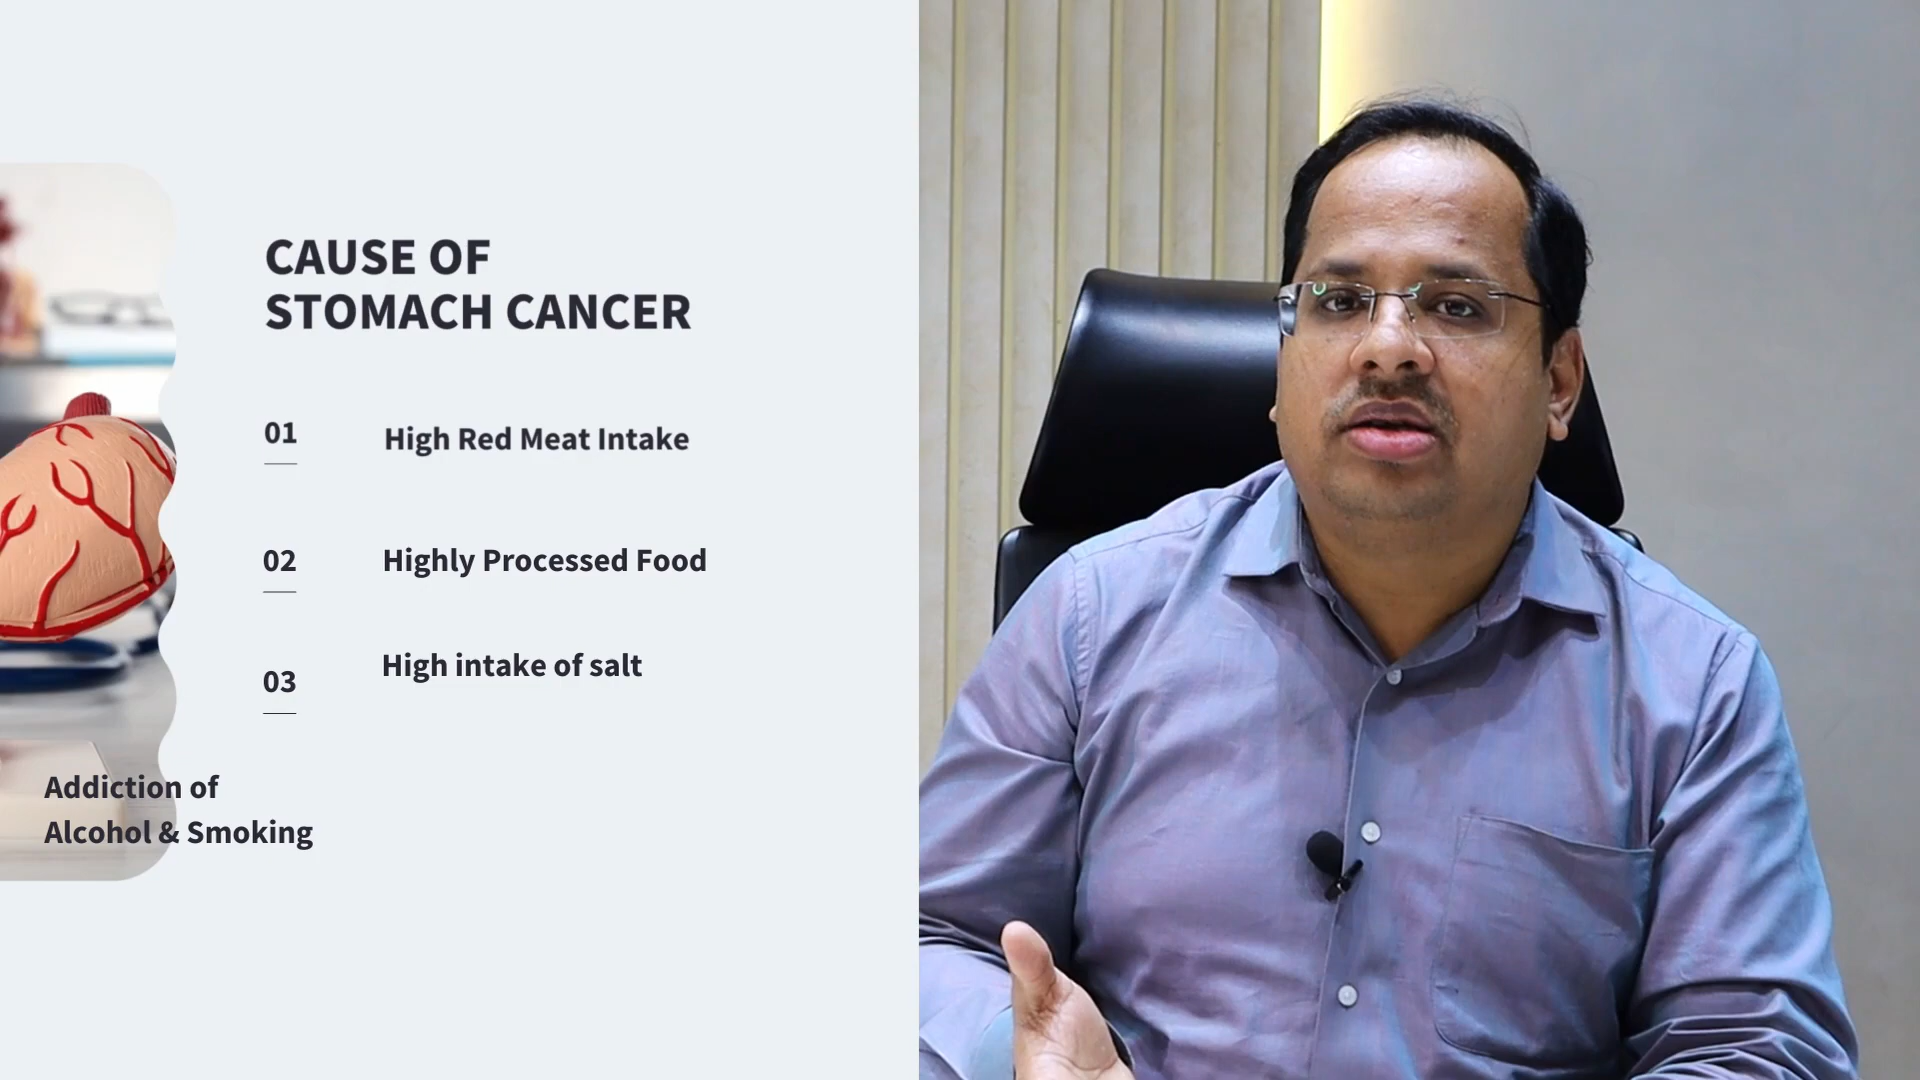 CAUSE OF
STOMACH CANCER
01
High Red Meat Intake
02
Highly Processed Food
03
High intake of salt
Addiction of
Alcohol & Smoking